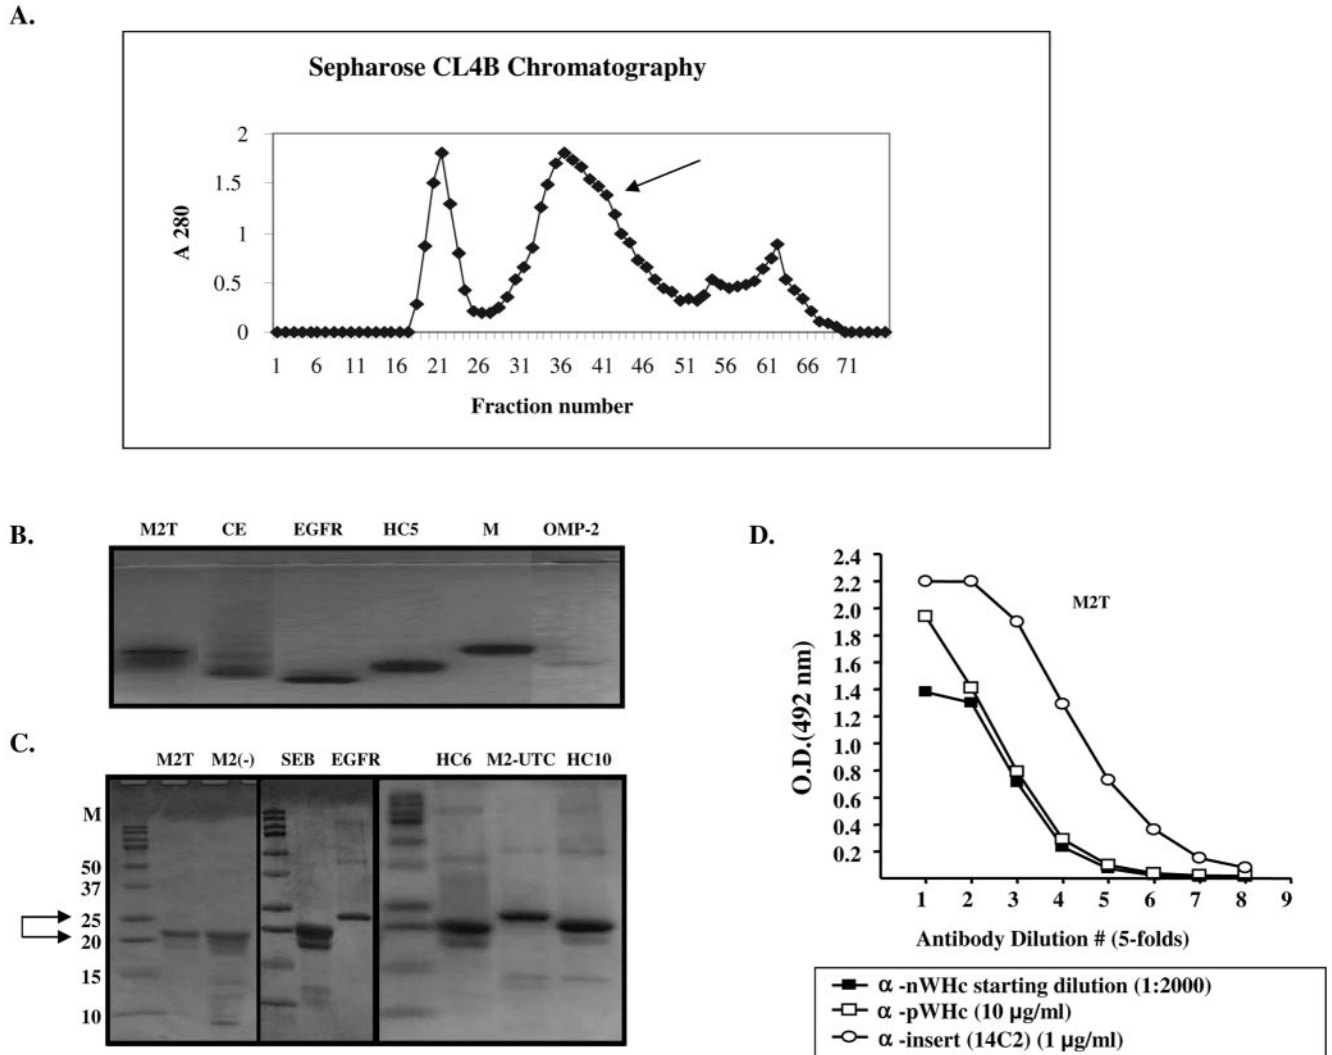 A.
Sepharose CL4B Chromatography
2
1.5
1
0.5
0
A 280
1 6 11 16 21 26 31 36 41 46 51 56 61 66 71
Fraction number
B.
M2T CE EGFR HC5 M OMP-2
C.
M2T M2(-) SEB EGFR HC6 M2-UTC HC10
M
50
37
25
20
15
10
D.
M2T
2.4
2.2
2.0
1.8
1.6
1.4
1.2
1.0
0.8
0.6
0.4
0.2
O.D.(492 nm)
1 2 3 4 5 6 7 8 9
Antibody Dilution # (5-folds)
α -nWHc starting dilution (1:2000)
α -pWHc (10 µg/ml)
α -insert (14C2) (1 µg/ml)